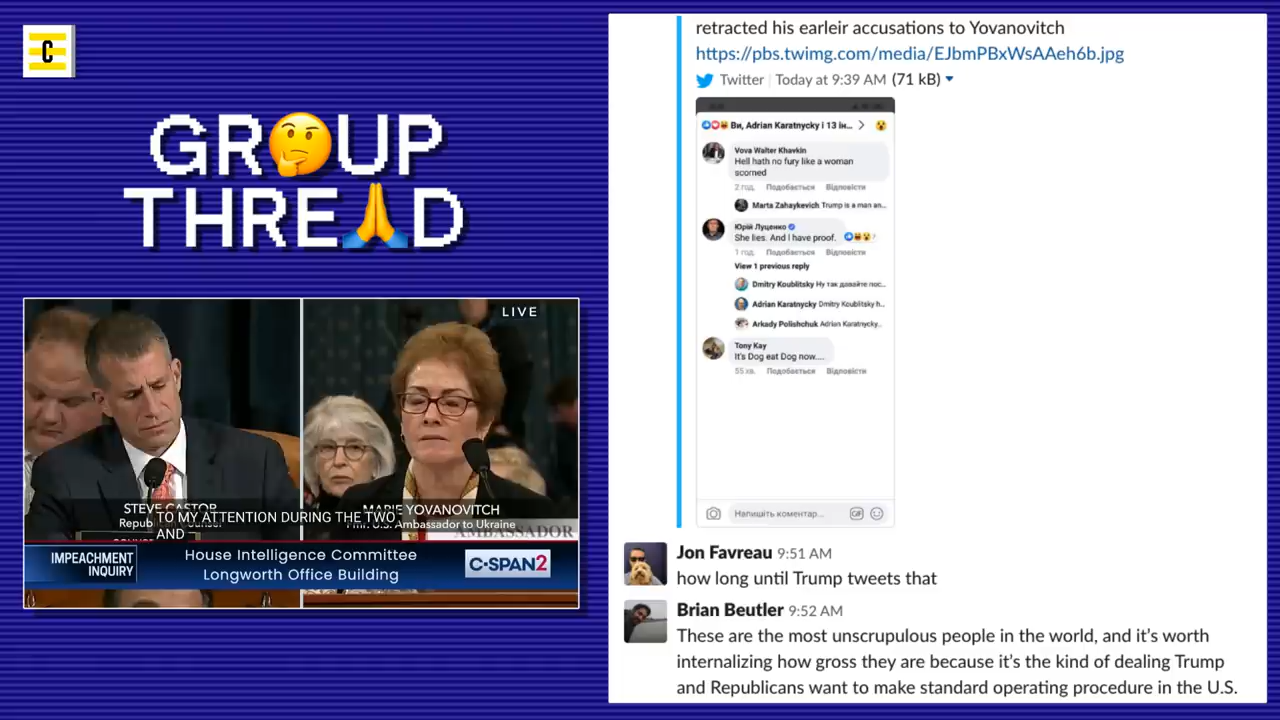 C
GR🤔UP
THRE🙏D
LIVE
STEVE CASTOR
MARIE YOVANOVITCH
TO MY ATTENTION DURING THE TWO
Ambassador to Ukraine
AND
AMBASSADOR
IMPEACHMENT
INQUIRY
House Intelligence Committee
Longworth Office Building
C-SPAN2
retracted his earleir accusations to Yovanovitch
https://pbs.twimg.com/media/EJbmPBxWsAAeh6b.jpg
Twitter | Today at 9:39 AM (71 kB)
Ви, Adrian Karatnycky і 13 ін...
Vova Walter Khavkin
Hell hath no fury like a woman
scorned
2 год. Подобається Відповісти
Marta Zahaykevich Trump is a man an...
Юрій Луценко
She lies. And I have proof.
1 год. Подобається Відповісти
View 1 previous reply
Dmitry Koublitsky Ну так давайте пос...
Adrian Karatnycky Dmitry Koublitsky h...
Arkady Polishchuk Adrian Karatnycky...
Tony Kay
It's Dog eat Dog now....
55 хв. Подобається Відповісти
Напишіть коментар...
GIF
Jon Favreau 9:51 AM
how long until Trump tweets that
Brian Beutler 9:52 AM
These are the most unscrupulous people in the world, and it's worth
internalizing how gross they are because it's the kind of dealing Trump
and Republicans want to make standard operating procedure in the U.S.